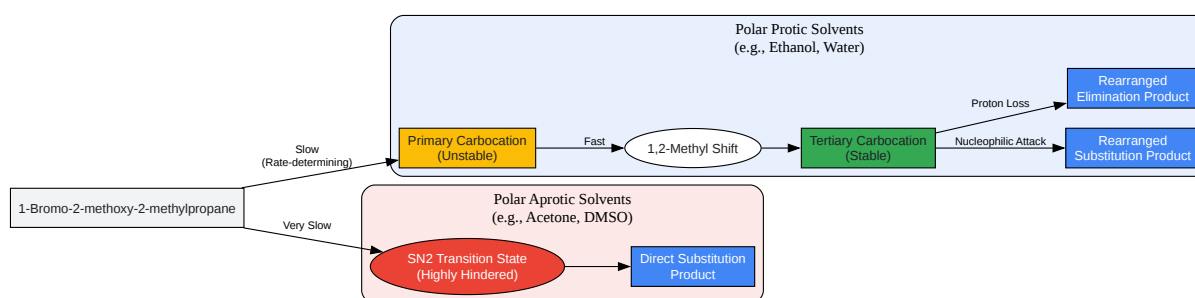 Polar Protic Solvents
(e.g., Ethanol, Water)
Rearranged
Elimination Product
Proton Loss
Slow
(Rate-determining)
Primary Carbocation
(Unstable)
Fast
1,2-Methyl Shift
Tertiary Carbocation
(Stable)
Nucleophilic Attack
Rearranged
Substitution Product
1-Bromo-2-methoxy-2-methylpropane
Very Slow
Polar Aprotic Solvents
(e.g., Acetone, DMSO)
SN2 Transition State
(Highly Hindered)
Direct Substitution
Product